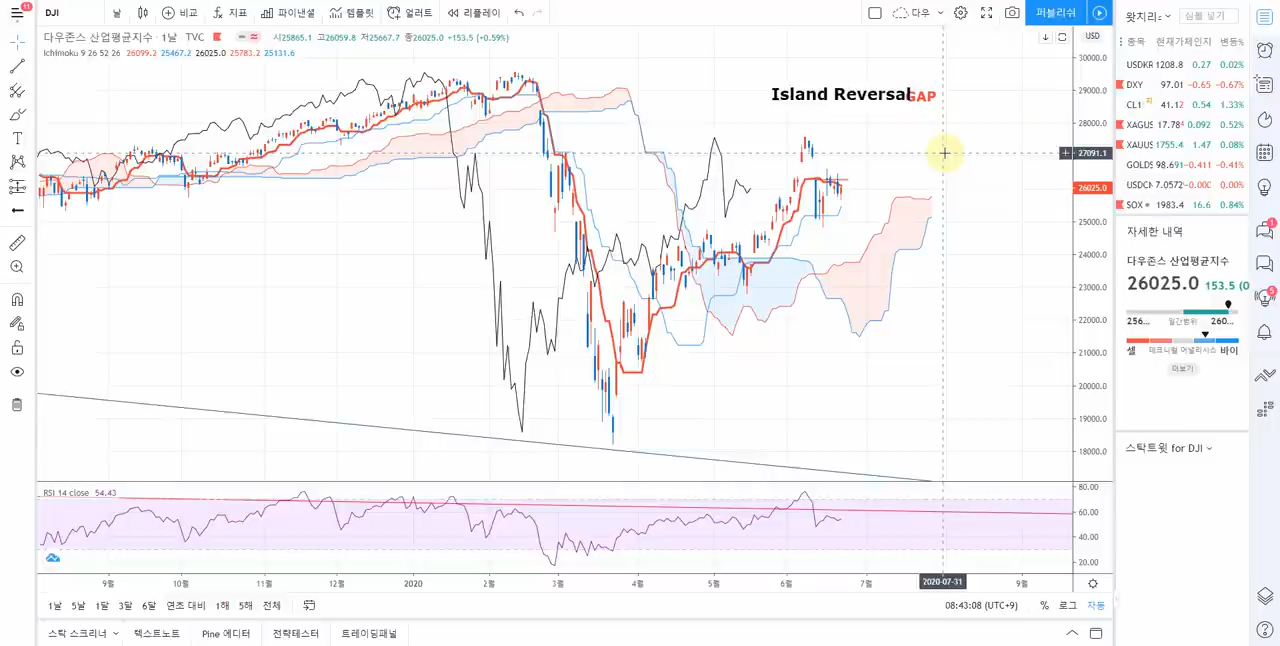 11
DJI
날
비교
지표
파이낸셜
템플릿
얼러트
리플레이
다우
퍼블리쉬
다우존스 산업평균지수 · 1날 TVC
시25865.1 고26059.8 저25667.7 종26025.0 +153.5 (+0.59%)
Ichimoku 9 26 52 26 26099.2 25467.2 26025.0 25783.2 25131.6
Island Reversal GAP
USD
30000.0
29000.0
28000.0
27091.1
26025.0
25000.0
24000.0
23000.0
22000.0
21000.0
20000.0
19000.0
18000.0
RSI 14 close 54.43
80.00
60.00
40.00
20.00
9월 10월 11월 12월 2020 2월 3월 4월 5월 6월 7월 2020-07-31 9월
1날 5날 1달 3달 6달 연초 대비 1해 5해 전체
08:43:08 (UTC+9) % 로그 자동
스탁 스크리너 텍스트노트 Pine 에디터 전략테스터 트레이딩패널
왓치리
심볼 넣기
종목 현재가 체인지 변동%
USDKR 1208.8 0.27 0.02%
DXY 97.01 -0.65 -0.67%
CL1 41.12 0.54 1.33%
XAGUS 17.784 0.092 0.52%
XAUUS 1755.4 1.47 0.08%
GOLDS 98.691 -0.411 -0.41%
USDCN 7.0572 -0.000 0.00%
SOX 1983.4 16.6 0.84%
자세한 내역
다우존스 산업평균지수
26025.0 153.5 (0
256... 일간범위 260...
셀 테크니컬 어낼리시스 바이
더보기
스탁트윗 for DJI
1
5